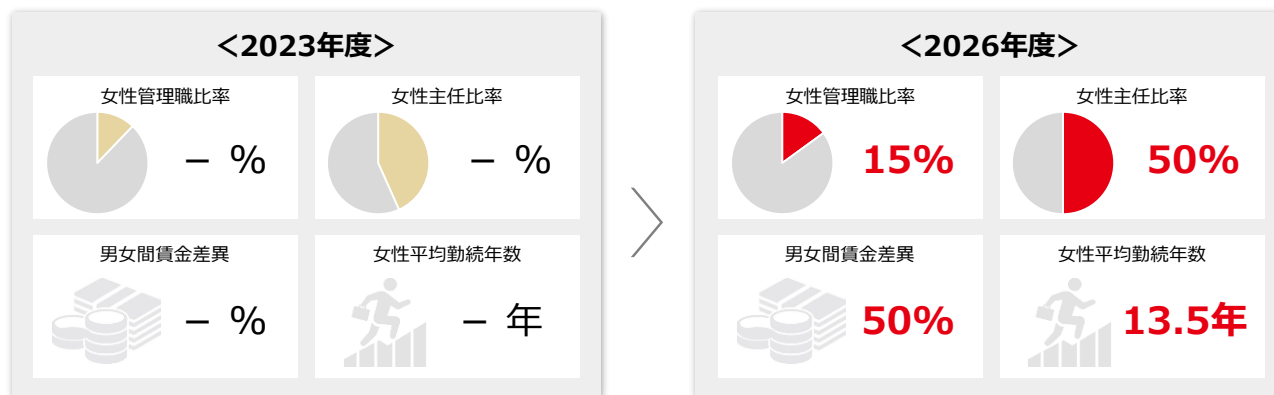 <2023年度>
女性管理職比率
– %
女性主任比率
– %
男女間賃金差異
– %
女性平均勤続年数
– 年
<2026年度>
女性管理職比率
15%
女性主任比率
50%
男女間賃金差異
50%
女性平均勤続年数
13.5年